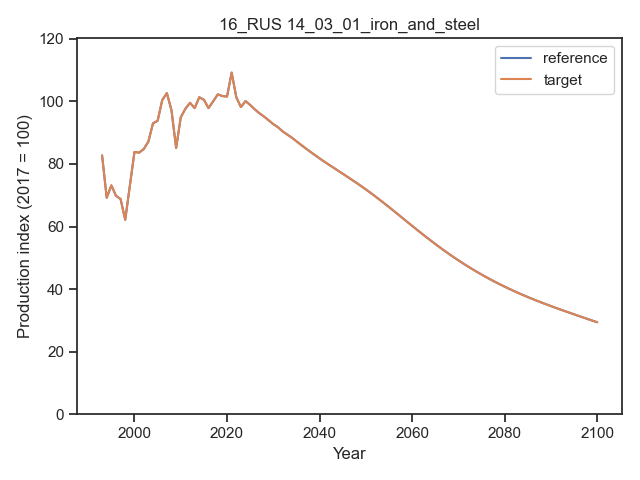 16_RUS 14_03_01_iron_and_steel
reference
target
Production index (2017 = 100)
120
100
80
60
40
20
0
2000 2020 2040 2060 2080 2100
Year